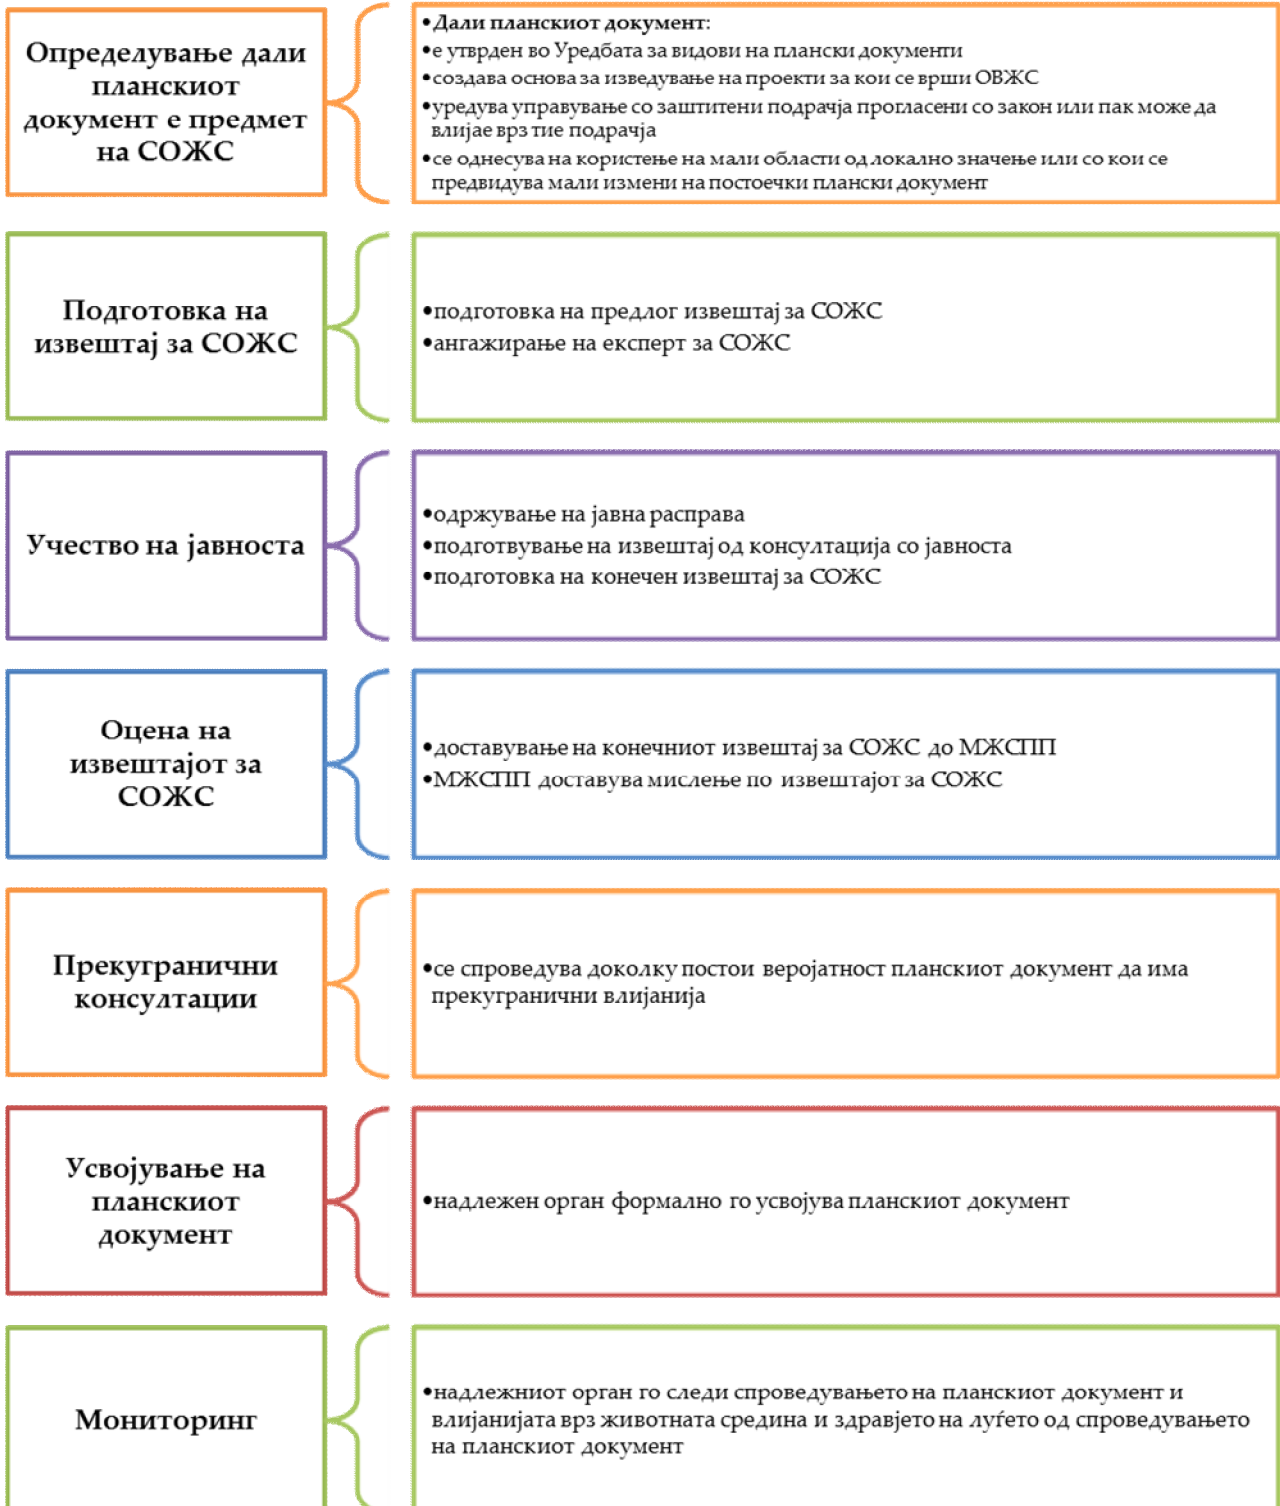 Определување дали
планскиот
документ е предмет
на СОЖС
•Дали планскиот документ:
•е утврден во Уредбата за видови на плански документи
•создава основа за изведување на проекти за кои се врши ОВЖС
•уредува управување со заштитени подрачја прогласени со закон или пак може да
влијае врз тие подрачја
•се однесува на користење на мали области од локално значење или со кои се
предвидува мали измени на постоечки плански документ
Подготовка на
извештај за СОЖС
•подготовка на предлог извештај за СОЖС
•ангажирање на експерт за СОЖС
Учество на јавноста
•одржување на јавна расправа
•подготвување на извештај од консултација со јавноста
•подготовка на конечен извештај за СОЖС
Оцена на
извештајот за
СОЖС
•доставување на конечниот извештај за СОЖС до МЖСПП
•МЖСПП доставува мислење по извештајот за СОЖС
Прекугранични
консултации
•се спроведува доколку постои веројатност планскиот документ да има
прекугранични влијанија
Усвојување на
планскиот
документ
•надлежен орган формално го усвојува планскиот документ
Мониторинг
•надлежниот орган го следи спроведувањето на планскиот документ и
влијанијата врз животната средина и здравјето на луѓето од спроведувањето
на планскиот документ